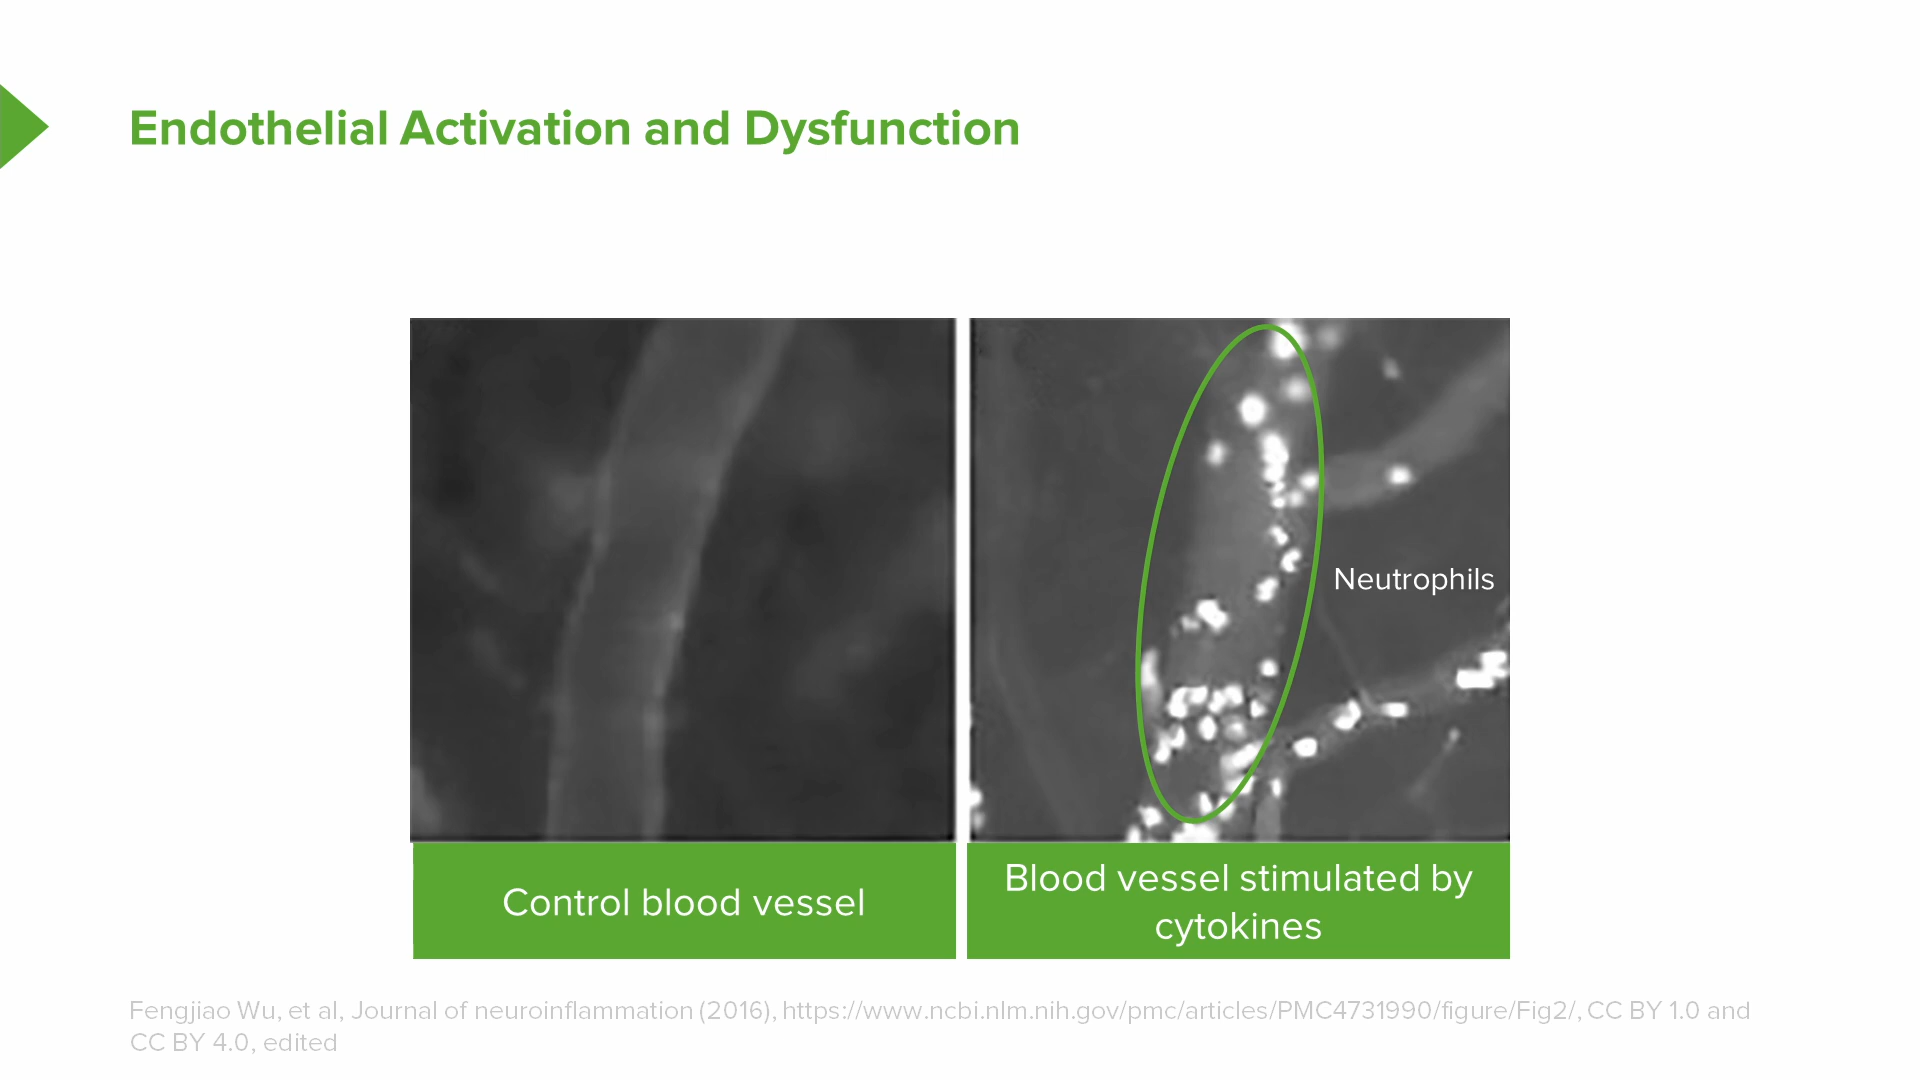 Endothelial Activation and Dysfunction
Neutrophils
Control blood vessel
Blood vessel stimulated by
cytokines
Fengjiao Wu, et al, Journal of neuroinflammation (2016), https://www.ncbi.nlm.nih.gov/pmc/articles/PMC4731990/figure/Fig2/, CC BY 1.0 and
CC BY 4.0, edited